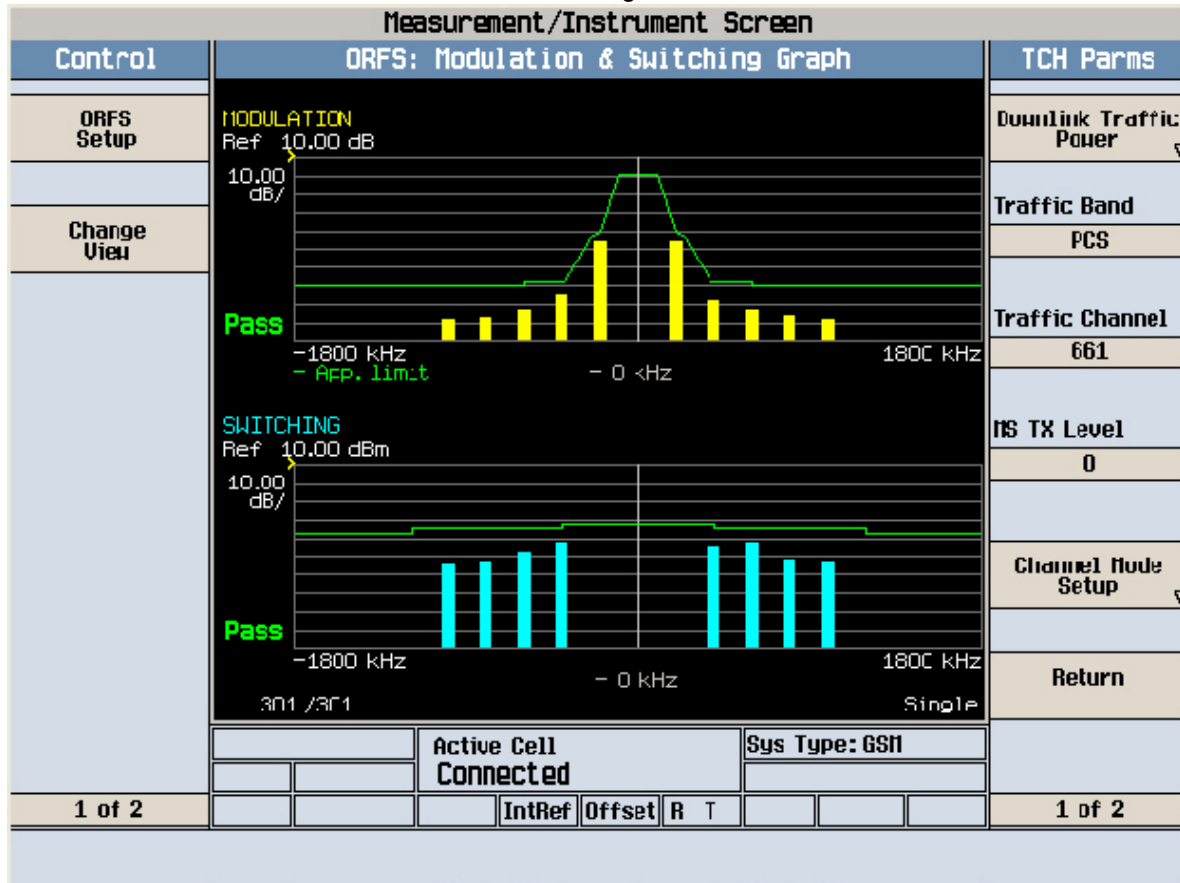 Measurement/Instrument Screen
Control
ORFS: Modulation & Switching Graph
TCH Parms
ORFS
Setup
Change
View
1 of 2
MODULATION
Ref 10.00 dB
10.00
dB/
Pass
-1800 kHz
1800 kHz
- App. limit
- 0 kHz
SWITCHING
Ref 10.00 dBm
10.00
dB/
Pass
-1800 kHz
1800 kHz
- 0 kHz
301 /301
Single
Active Cell
Connected
Sys Type: GSM
IntRef
Offset
R T
Downlink Traffic
Power
Traffic Band
PCS
Traffic Channel
661
MS TX Level
0
Channel Mode
Setup
Return
1 of 2